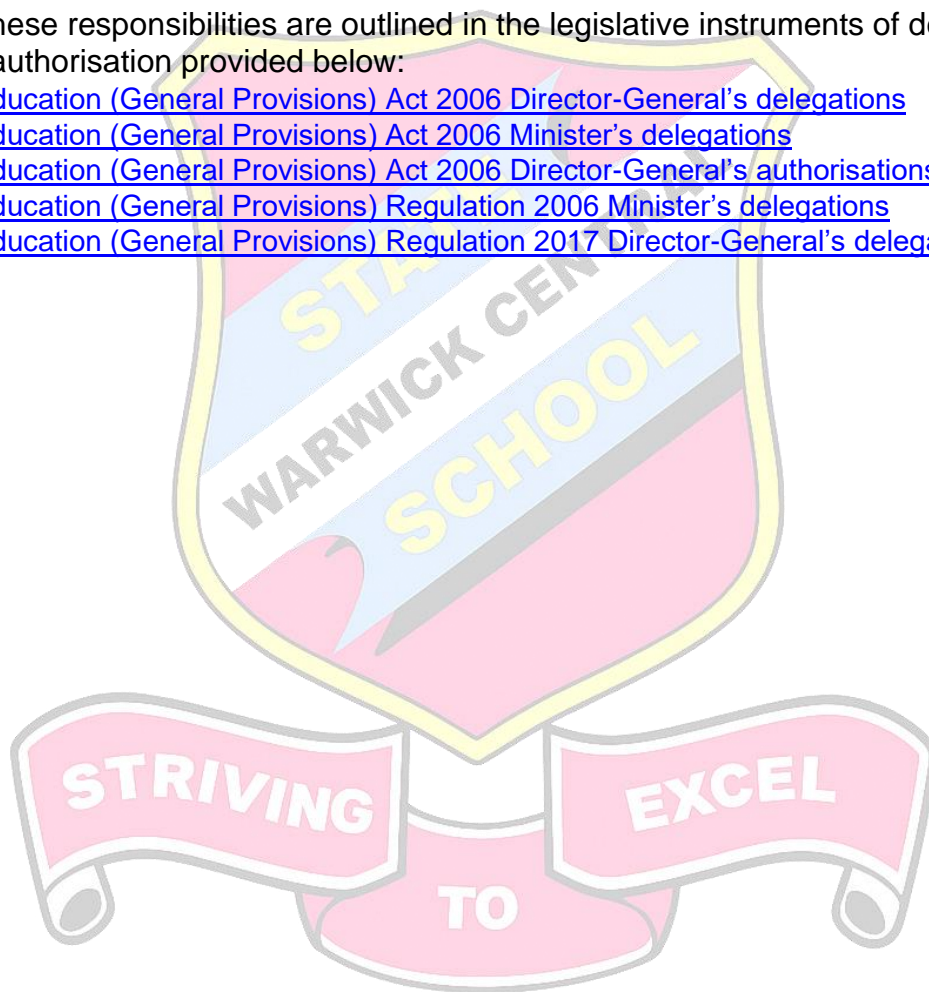 hese responsibilities are outlined in the legislative instruments of de
authorisation provided below:
ducation (General Provisions) Act 2006 Director-General’s delegations
ducation (General Provisions) Act 2006 Minister’s delegations
ducation (General Provisions) Act 2006 Director-General’s authorisations
ducation (General Provisions) Regulation 2006 Minister’s delegations
ducation (General Provisions) Regulation 2017 Director-General’s delega
STATE
WARWICK CENTRAL
SCHOOL
STRIVING
TO
EXCEL